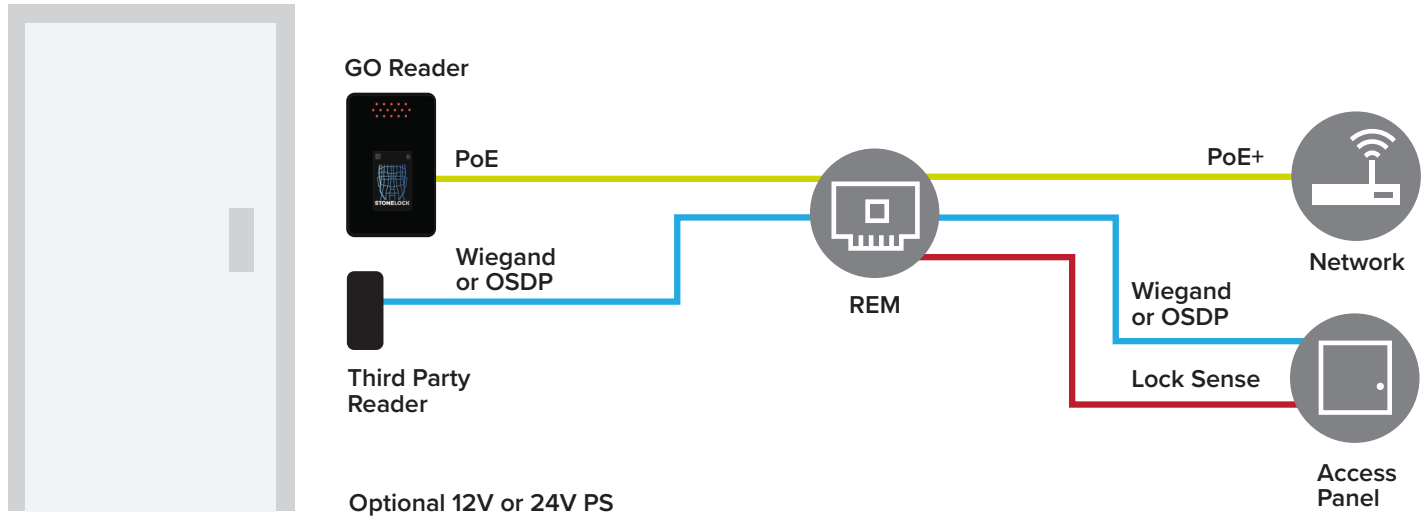 GO Reader
STONELOCK
PoE
Wiegand
or OSDP
Third Party
Reader
Optional 12V or 24V PS
REM
PoE+
Network
Wiegand
or OSDP
Lock Sense
Access
Panel